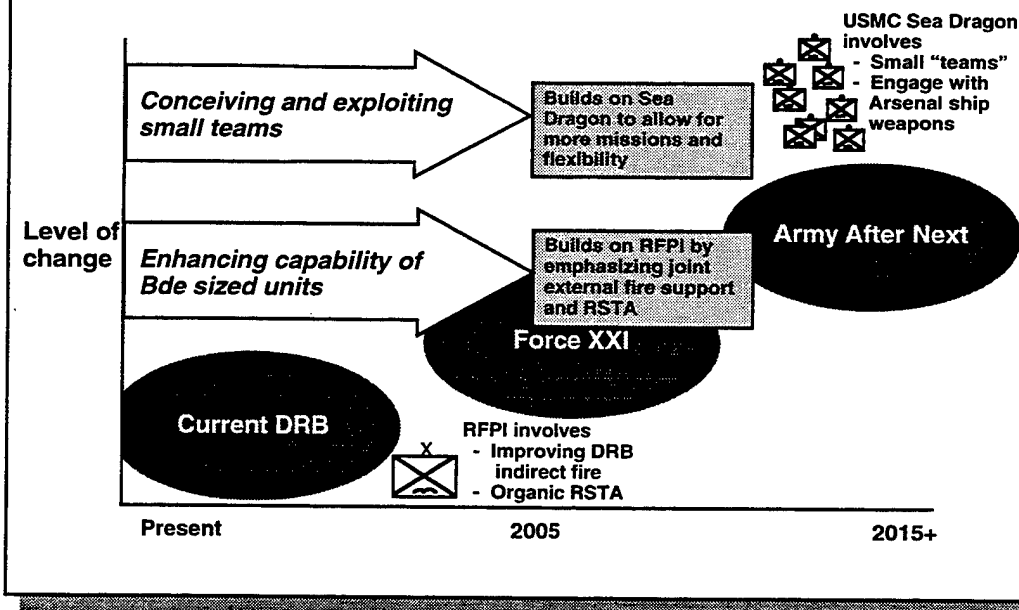 USMC Sea Dragon
involves
- Small "teams"
- Engage with
Arsenal ship
weapons
Conceiving and exploiting
small teams
Builds on Sea
Dragon to allow for
more missions and
flexibility
Level of
change
Enhancing capability of
Bde sized units
Builds on RFPI by
emphasizing joint
external fire support
and RSTA
Army After Next
Force XXI
Current DRB
X
RFPI involves
- Improving DRB
indirect fire
- Organic RSTA
Present
2005
2015+